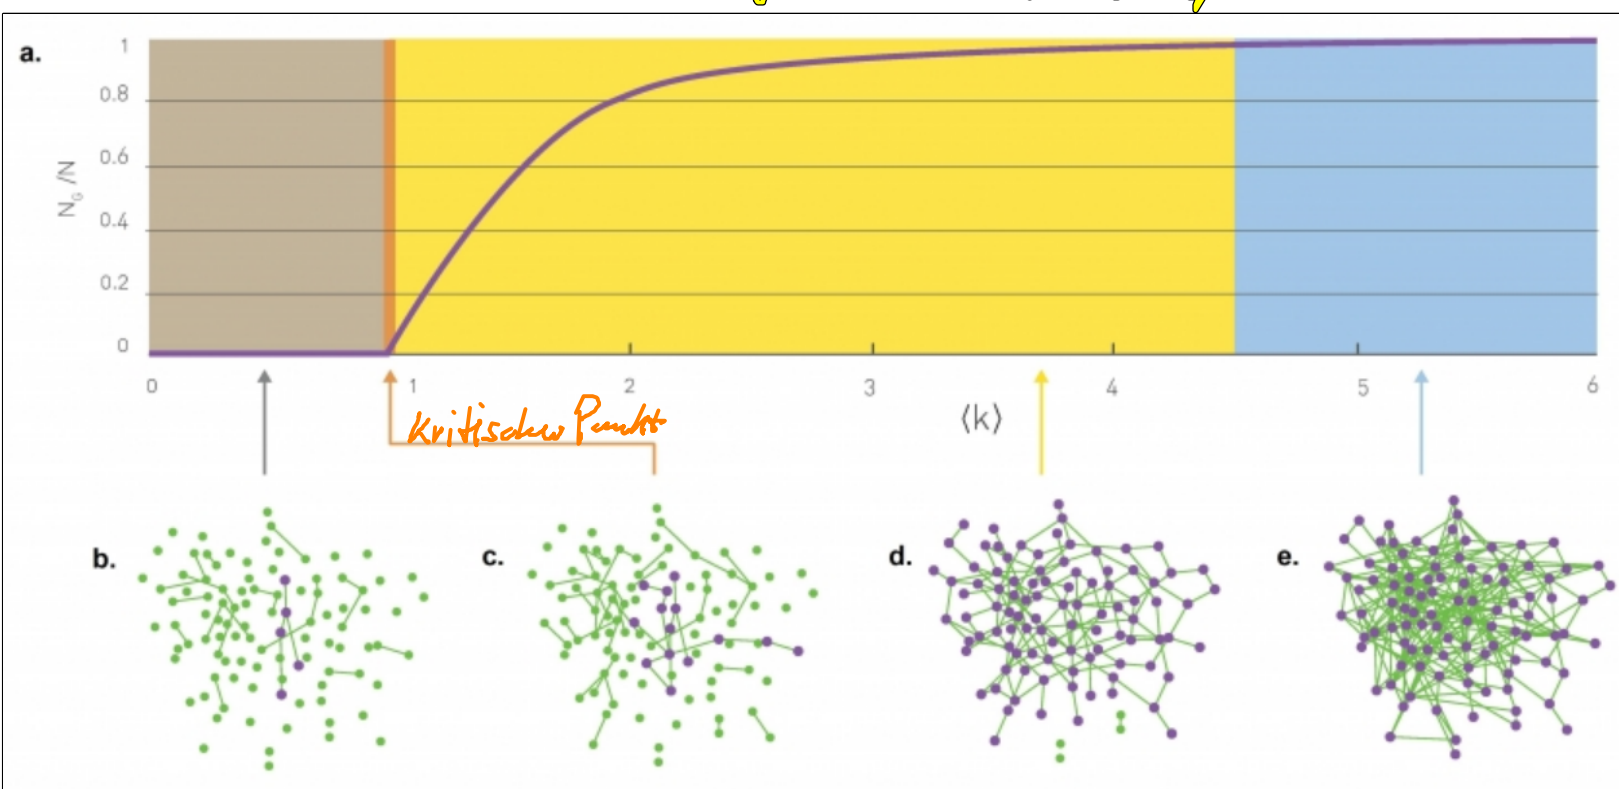 a.
1
0.8
0.6
0.4
0.2
0
N_G /N
0 1 2 3 4 5 6
⟨k⟩
Kritischer Punkt
b. c. d. e.